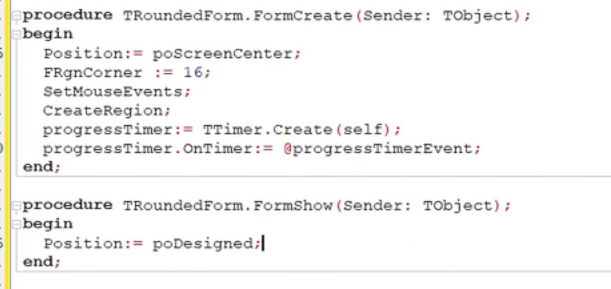 procedure TRoundedForm.FormCreate(Sender: TObject);
begin
Position:= poScreenCenter;
FRgnCorner := 16;
SetMouseEvents;
CreateRegion;
progressTimer:= TTimer.Create(self);
progressTimer.OnTimer:= @progressTimerEvent;
end;
procedure TRoundedForm.FormShow(Sender: TObject);
begin
Position:= poDesigned;
end;